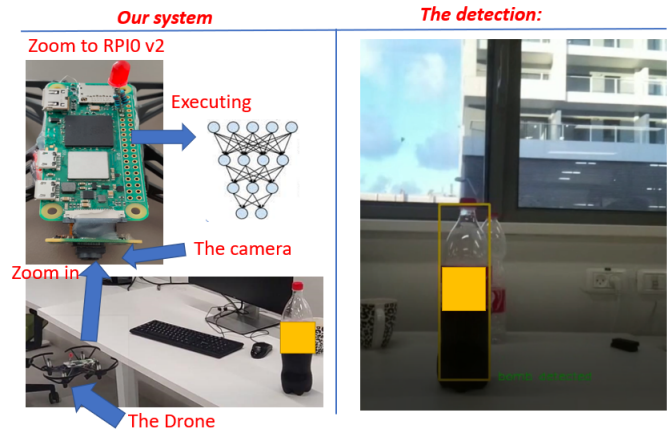 Our system
The detection:
Zoom to RPI0 v2
Executing
The camera
Zoom in
The Drone